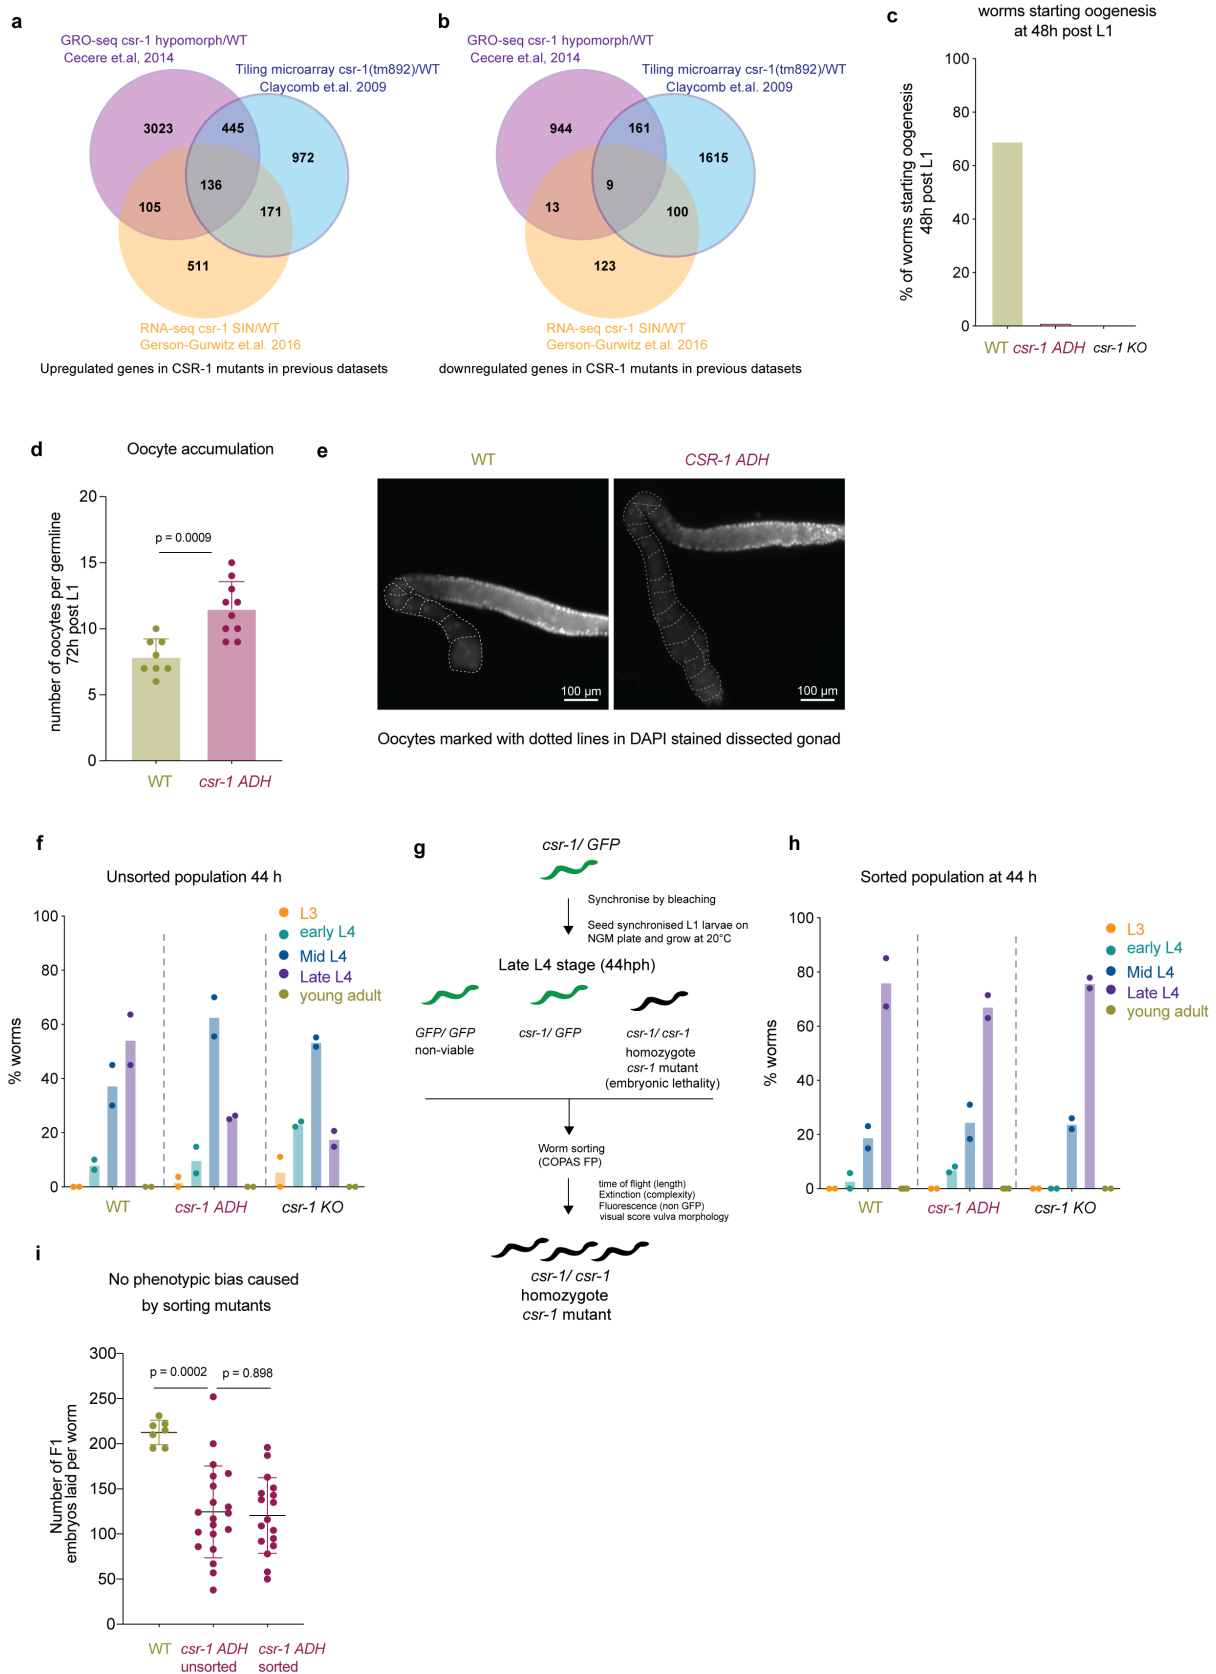 a
GRO-seq csr-1 hypomorph/WT
Cecere et.al, 2014
Tiling microarray csr-1(tm892)/WT
Claycomb et.al. 2009
3023
445
972
136
105
171
511
RNA-seq csr-1 SIN/WT
Gerson-Gurwitz et.al. 2016
Upregulated genes in CSR-1 mutants in previous datasets
b
GRO-seq csr-1 hypomorph/WT
Cecere et.al, 2014
Tiling microarray csr-1(tm892)/WT
Claycomb et.al. 2009
944
161
1615
9
13
100
123
RNA-seq csr-1 SIN/WT
Gerson-Gurwitz et.al. 2016
downregulated genes in CSR-1 mutants in previous datasets
c
worms starting oogenesis
at 48h post L1
% of worms starting oogenesis
48h post L1
100
80
60
40
20
0
WT csr-1 ADH csr-1 KO
d
Oocyte accumulation
number of oocytes per germline
72h post L1
20
15
10
5
0
p = 0.0009
WT csr-1 ADH
e
WT CSR-1 ADH
100 µm
100 µm
Oocytes marked with dotted lines in DAPI stained dissected gonad
f
Unsorted population 44 h
% worms
100
80
60
40
20
0
L3
early L4
Mid L4
Late L4
young adult
WT csr-1 ADH csr-1 KO
g
csr-1/ GFP
Synchronise by bleaching
Seed synchronised L1 larvae on
NGM plate and grow at 20°C
Late L4 stage (44hph)
GFP/ GFP
non-viable
csr-1/ GFP
csr-1/ csr-1
homozygote
csr-1 mutant
(embryonic lethality)
Worm sorting
(COPAS FP)
time of flight (length)
Extinction (complexity)
Fluorescence (non GFP)
visual score vulva morphology
csr-1/ csr-1
homozygote
csr-1 mutant
h
Sorted population at 44 h
% worms
100
80
60
40
20
0
L3
early L4
Mid L4
Late L4
young adult
WT csr-1 ADH csr-1 KO
i
No phenotypic bias caused
by sorting mutants
Number of F1
embryos laid per worm
300
250
200
150
100
50
0
p = 0.0002
p = 0.898
WT
csr-1 ADH
unsorted
csr-1 ADH
sorted